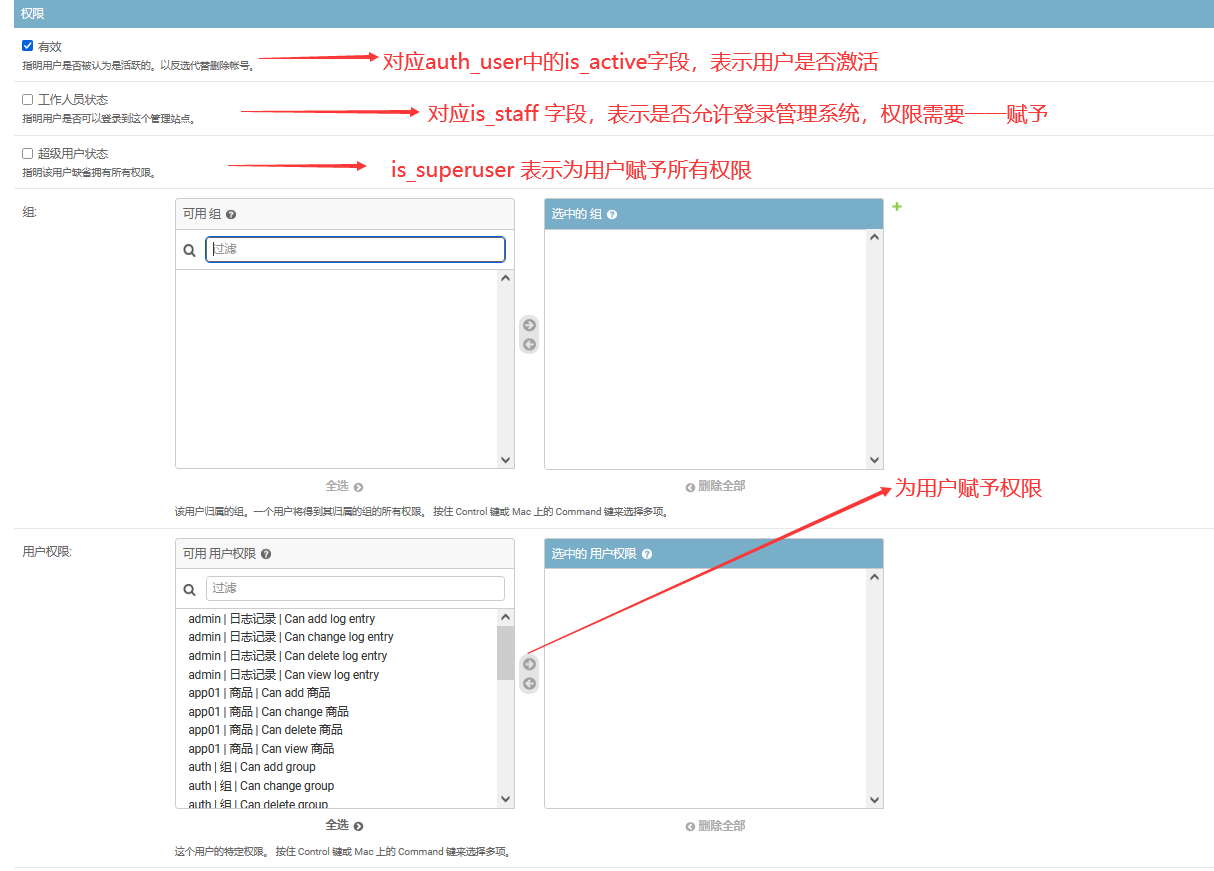 权限
有效
指明用户是否被认为是活跃的。以反选代替删除帐号。
对应auth_user中的is_active字段，表示用户是否激活
工作人员状态
指明用户是否可以登录到这个管理站点。
对应is_staff 字段，表示是否允许登录管理系统，权限需要一一赋予
超级用户状态
指明该用户缺省拥有所有权限。
is_superuser 表示为用户赋予所有权限
组:
可用 组
选中的 组
过滤
全选
删除全部
为用户赋予权限
该用户归属的组。一个用户将得到其归属的组的所有权限。 按住 Control 键或 Mac 上的 Command 键来选择多项。
用户权限:
可用 用户权限
选中的 用户权限
过滤
admin | 日志记录 | Can add log entry
admin | 日志记录 | Can change log entry
admin | 日志记录 | Can delete log entry
admin | 日志记录 | Can view log entry
app01 | 商品 | Can add 商品
app01 | 商品 | Can change 商品
app01 | 商品 | Can delete 商品
app01 | 商品 | Can view 商品
auth | 组 | Can add group
auth | 组 | Can change group
auth | 组 | Can delete group
全选
删除全部
这个用户的特定权限。 按住 Control 键或 Mac 上的 Command 键来选择多项。